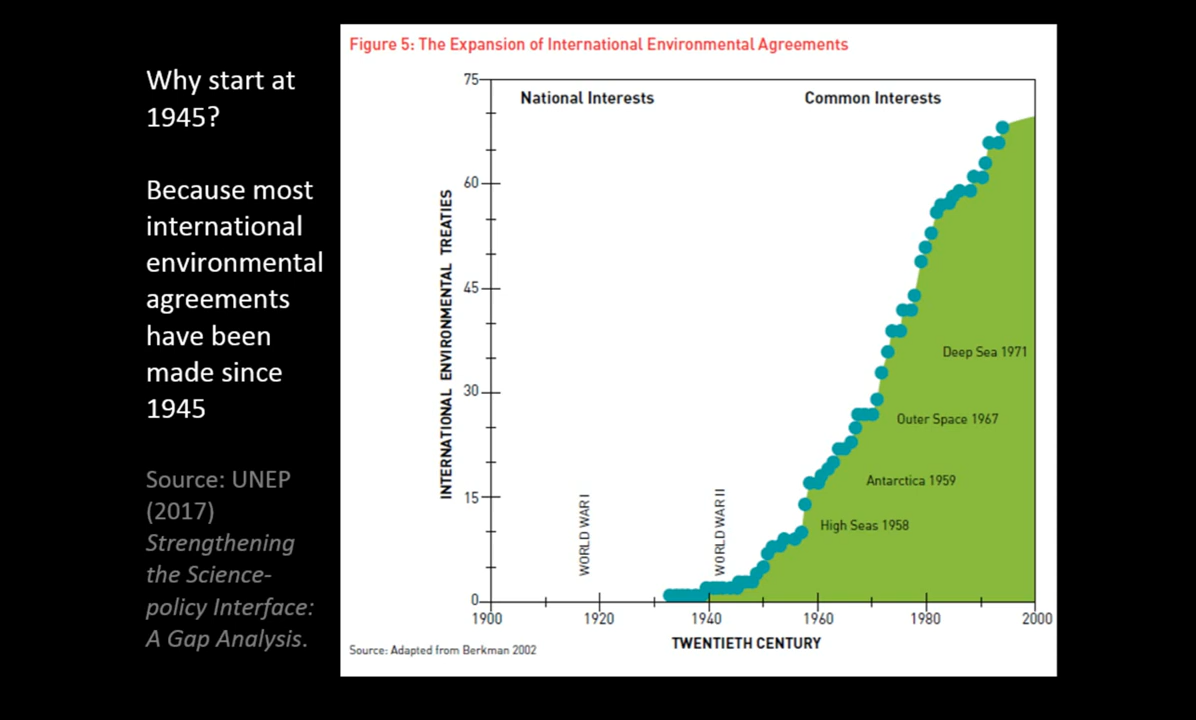 Why start at
1945?
Because most
international
environmental
agreements
have been
made since
1945
Source: UNEP
(2017)
Strengthening
the Science-
policy Interface:
A Gap Analysis.
Figure 5: The Expansion of International Environmental Agreements
National Interests
Common Interests
INTERNATIONAL ENVIRONMENTAL TREATIES
75
60
45
30
15
0
WORLD WAR I
WORLD WAR II
Deep Sea 1971
Outer Space 1967
Antarctica 1959
High Seas 1958
1900 1920 1940 1960 1980 2000
TWENTIETH CENTURY
Source: Adapted from Berkman 2002